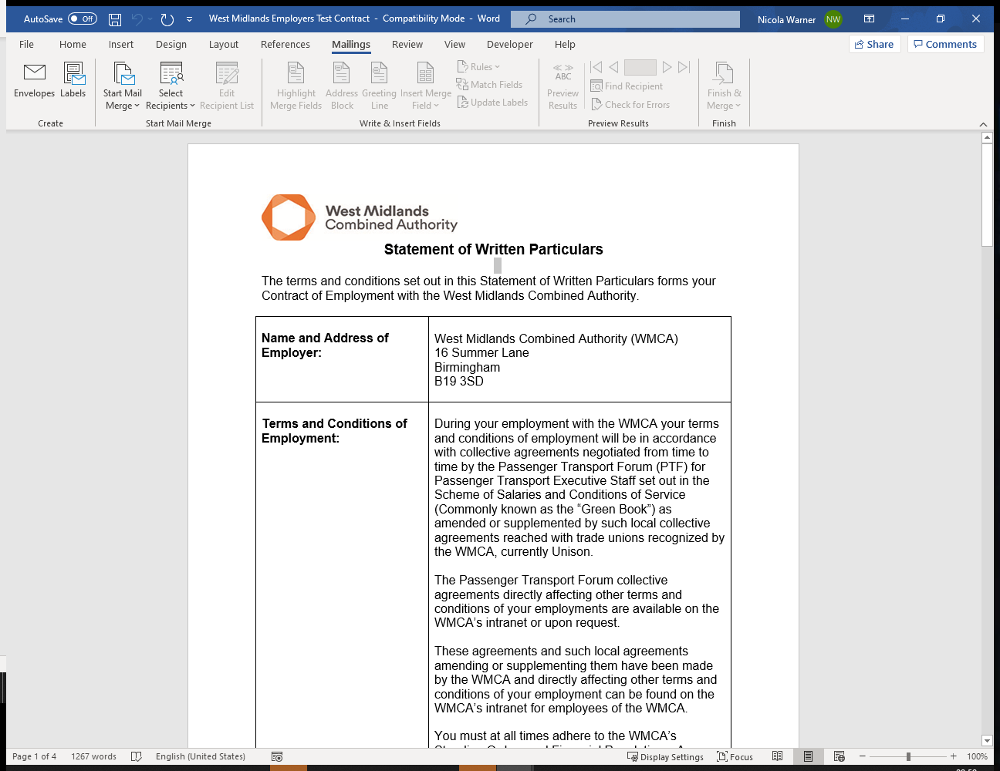 AutoSave Off West Midlands Employers Test Contract - Compatibility Mode - Word Search Nicola Warner NW
File Home Insert Design Layout References Mailings Review View Developer Help Share Comments
Envelopes Labels
Start Mail Merge
Select Recipients
Edit Recipient List
Highlight Merge Fields
Address Block
Greeting Line
Insert Merge Field
Rules
Match Fields
Update Labels
ABC
Preview Results
Find Recipient
Check for Errors
Finish & Merge
Create Start Mail Merge Write & Insert Fields Preview Results Finish
West Midlands
Combined Authority
Statement of Written Particulars
The terms and conditions set out in this Statement of Written Particulars forms your
Contract of Employment with the West Midlands Combined Authority.
Name and Address of
Employer:
West Midlands Combined Authority (WMCA)
16 Summer Lane
Birmingham
B19 3SD
Terms and Conditions of
Employment:
During your employment with the WMCA your terms
and conditions of employment will be in accordance
with collective agreements negotiated from time to
time by the Passenger Transport Forum (PTF) for
Passenger Transport Executive Staff set out in the
Scheme of Salaries and Conditions of Service
(Commonly known as the “Green Book”) as
amended or supplemented by such local collective
agreements reached with trade unions recognized by
the WMCA, currently Unison.
The Passenger Transport Forum collective
agreements directly affecting other terms and
conditions of your employments are available on the
WMCA’s intranet or upon request.
These agreements and such local agreements
amending or supplementing them have been made
by the WMCA and directly affecting other terms and
conditions of your employment can be found on the
WMCA’s intranet for employees of the WMCA.
You must at all times adhere to the WMCA’s
Page 1 of 4 1267 words English (United States) Display Settings Focus 100%